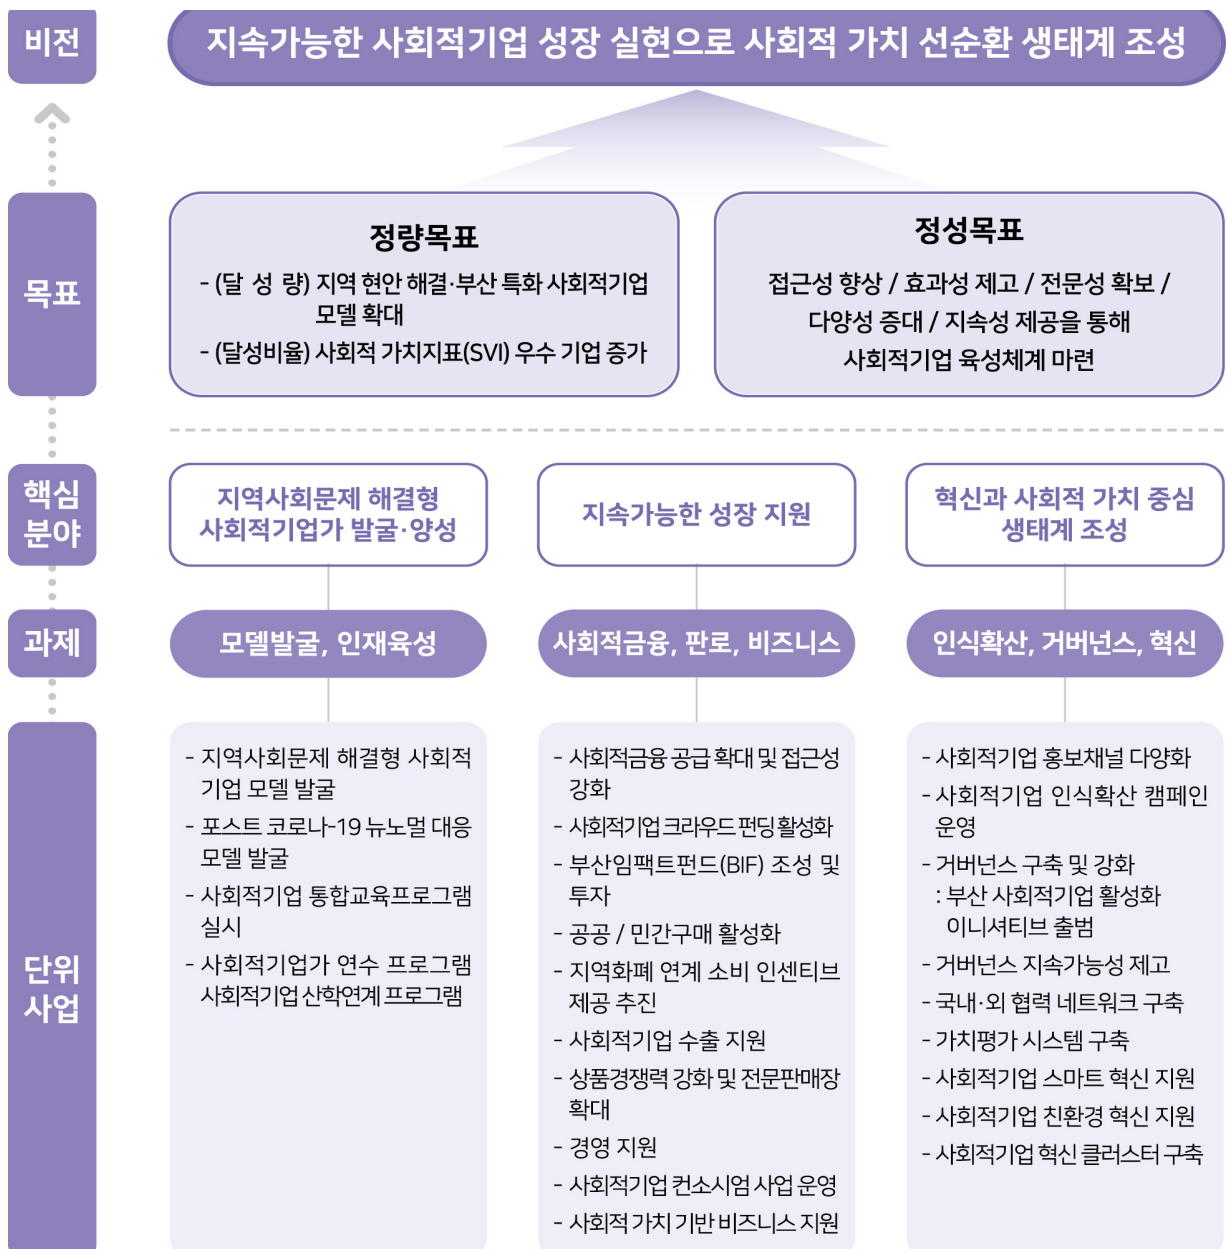 비전
지속가능한 사회적기업 성장 실현으로 사회적 가치 선순환 생태계 조성
목표
정량목표
- (달 성 량) 지역 현안 해결·부산 특화 사회적기업
모델 확대
- (달성비율) 사회적 가치지표(SVI) 우수 기업 증가
정성목표
접근성 향상 / 효과성 제고 / 전문성 확보 /
다양성 증대 / 지속성 제공을 통해
사회적기업 육성체계 마련
핵심
분야
지역사회문제 해결형
사회적기업가 발굴·양성
지속가능한 성장 지원
혁신과 사회적 가치 중심
생태계 조성
과제
모델발굴, 인재육성
사회적금융, 판로, 비즈니스
인식확산, 거버넌스, 혁신
단위
사업
- 지역사회문제 해결형 사회적
기업 모델 발굴
- 포스트 코로나-19 뉴노멀 대응
모델 발굴
- 사회적기업 통합교육프로그램
실시
- 사회적기업가 연수 프로그램
사회적기업 산학연계 프로그램
- 사회적금융 공급 확대 및 접근성
강화
- 사회적기업 크라우드 펀딩 활성화
- 부산임팩트펀드(BIF) 조성 및
투자
- 공공 / 민간구매 활성화
- 지역화폐 연계 소비 인센티브
제공 추진
- 사회적기업 수출 지원
- 상품경쟁력 강화 및 전문판매장
확대
- 경영 지원
- 사회적기업 컨소시엄 사업 운영
- 사회적 가치 기반 비즈니스 지원
- 사회적기업 홍보채널 다양화
- 사회적기업 인식확산 캠페인
운영
- 거버넌스 구축 및 강화
: 부산 사회적기업 활성화
이니셔티브 출범
- 거버넌스 지속가능성 제고
- 국내·외 협력 네트워크 구축
- 가치평가 시스템 구축
- 사회적기업 스마트 혁신 지원
- 사회적기업 친환경 혁신 지원
- 사회적기업 혁신 클러스터 구축